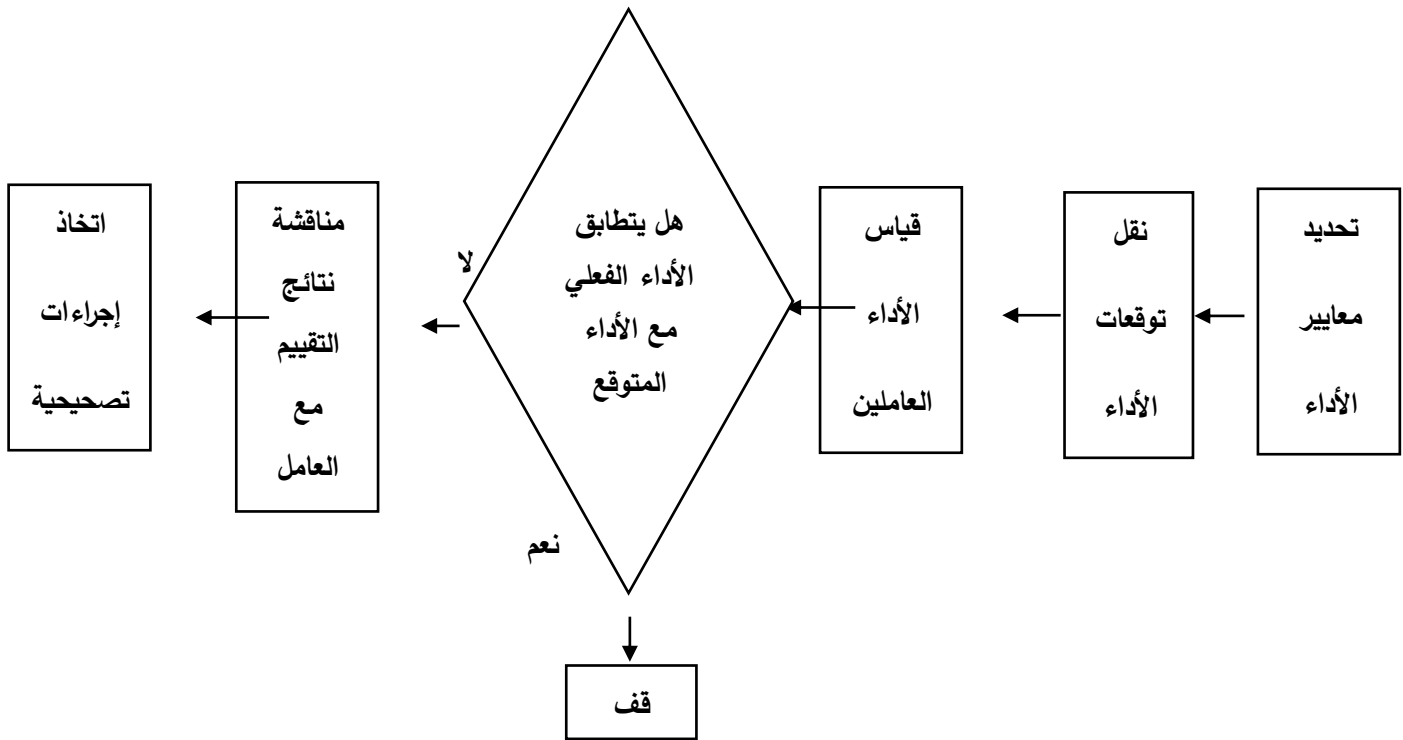 تحديد
معايير
الأداء
نقل
توقعات
الأداء
قياس
الأداء
العاملين
هل يتطابق
الأداء الفعلي
مع الأداء
المتوقع
لا
مناقشة
نتائج
التقييم
مع
العامل
اتخاذ
إجراءات
تصحيحية
نعم
قف